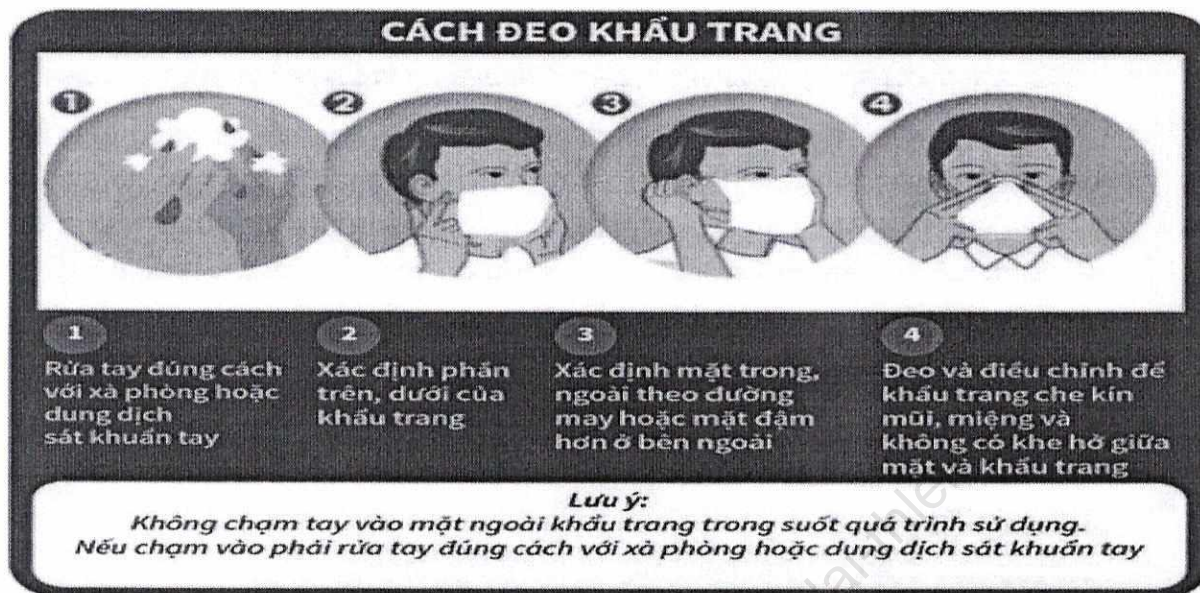 CÁCH ĐEO KHẨU TRANG
1
2
3
4
1
Rửa tay đúng cách
với xà phòng hoặc
dung dịch
sát khuẩn tay
2
Xác định phần
trên, dưới của
khẩu trang
3
Xác định mặt trong,
ngoài theo đường
may hoặc mặt đậm
hơn ở bên ngoài
4
Đeo và điều chỉnh để
khẩu trang che kín
mũi, miệng và
không có khe hở giữa
mặt và khẩu trang
Lưu ý:
Không chạm tay vào mặt ngoài khẩu trang trong suốt quá trình sử dụng.
Nếu chạm vào phải rửa tay đúng cách với xà phòng hoặc dung dịch sát khuẩn tay